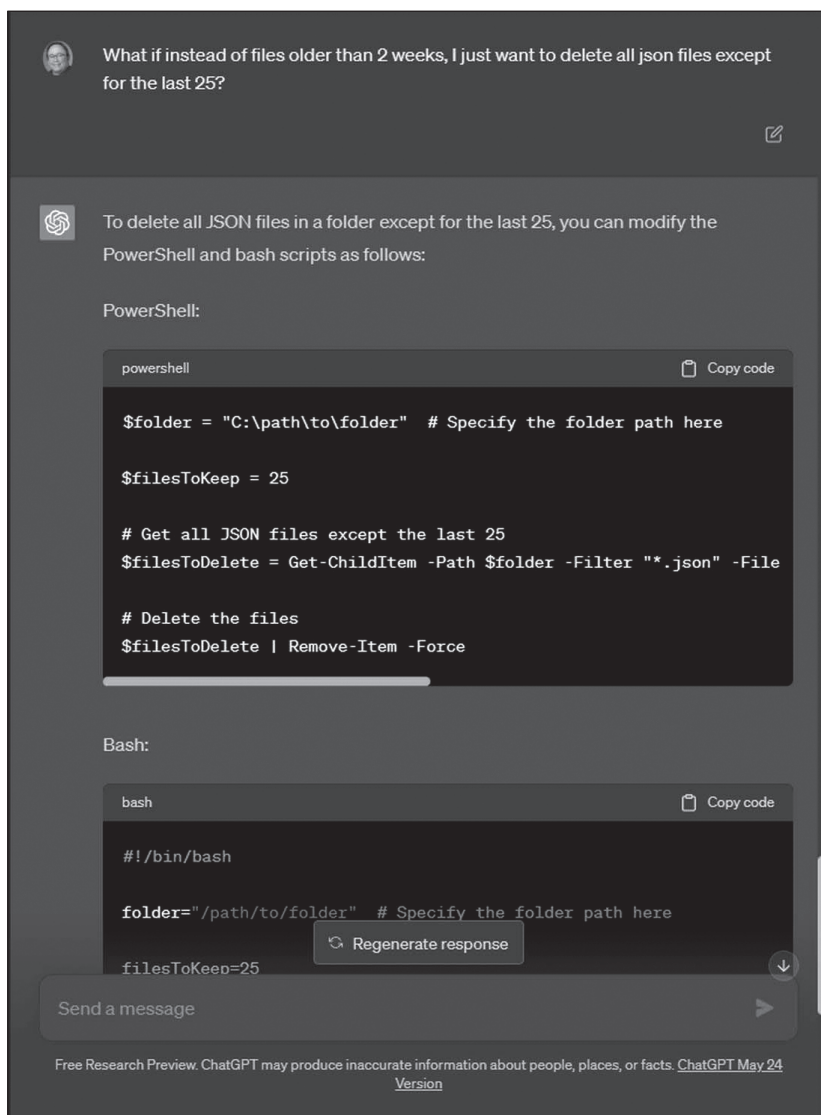 What if instead of files older than 2 weeks, I just want to delete all json files except
for the last 25?
To delete all JSON files in a folder except for the last 25, you can modify the
PowerShell and bash scripts as follows:
PowerShell:
powershell Copy code
$folder = "C:\path\to\folder"  # Specify the folder path here
$filesToKeep = 25
# Get all JSON files except the last 25
$filesToDelete = Get-ChildItem -Path $folder -Filter "*.json" -File
# Delete the files
$filesToDelete | Remove-Item -Force
Bash:
bash Copy code
#!/bin/bash
folder="/path/to/folder"  # Specify the folder path here
Regenerate response
filesToKeep=25
Send a message
Free Research Preview. ChatGPT may produce inaccurate information about people, places, or facts. ChatGPT May 24
Version